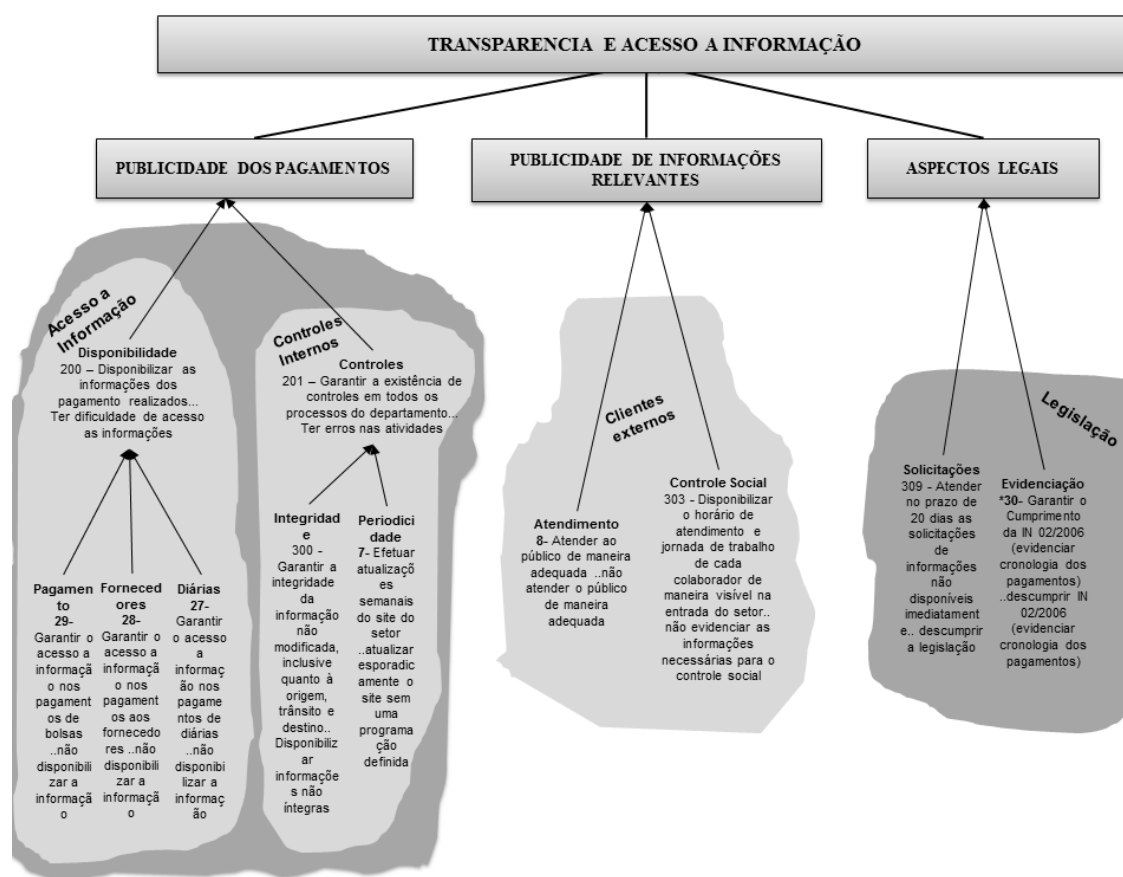 TRANSPARENCIA E ACESSO A INFORMAÇÃO
PUBLICIDADE DOS PAGAMENTOS
PUBLICIDADE DE INFORMAÇÕES
RELEVANTES
ASPECTOS LEGAIS
Acesso a
Informação
Disponibilidade
200 – Disponibilizar as
informações dos
pagamento realizados...
Ter dificuldade de acesso
as informações
Pagame
nto
29-
Garantir o
acesso a
informaçã
o nos
pagament
os de
bolsas
..não
disponibili
zar a
informaçã
o
Forneced
ores
28-
Garantir o
acesso a
informaçã
o nos
pagame
ntos aos
fornecedo
res ..não
disponibili
zar a
informaçã
o
Diárias
27-
Garantir
o acesso
a
informaç
ão nos
pagame
ntos de
diárias
..não
disponibi
lizar a
informaç
ão
Controles
Internos
Controles
201 – Garantir a existência de
controles em todos os
processos do departamento...
Ter erros nas atividades
Integridad
e
300 -
Garantir a
integridade
da
informação
não
modificada,
inclusive
quanto à
origem,
trânsito e
destino..
Disponibiliz
ar
informaçõe
s não
íntegras
Periodici
dade
7- Efetuar
atualizaçõ
es
semanais
do site do
setor
..atualizar
esporadic
amente o
site sem
uma
programa
ção
definida
Clientes
externos
Atendimento
8- Atender ao
público de maneira
adequada ..não
atender o público
de maneira
adequada
Controle Social
303 - Disponibilizar
o horário de
atendimento e
jornada de trabalho
de cada
colaborador de
maneira visível na
entrada do setor..
não evidenciar as
informações
necessárias para o
controle social
Legislação
Solicitações
309 - Atender
no prazo de
20 dias as
solicitações
de
informações
não
disponíveis
imediatament
e.. descumprir
a legislação
Evidenciação
*30- Garantir o
Cumprimento
da IN 02/2006
(evidenciar
cronologia dos
pagamentos)
..descumprir IN
02/2006
(evidenciar
cronologia dos
pagamentos)